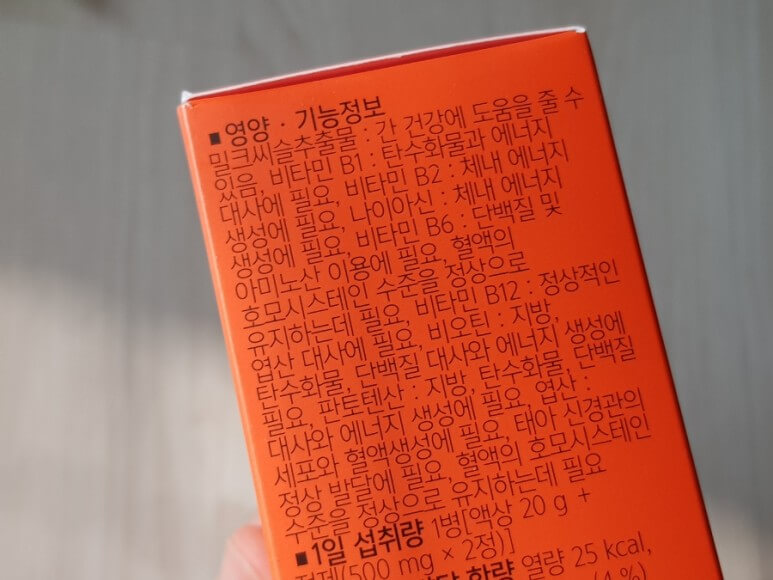 ■영양 · 기능정보
밀크씨슬추출물 : 간 건강에 도움을 줄 수
있음, 비타민 B1 : 탄수화물과 에너지
대사에 필요, 비타민 B2 : 체내 에너지
생성에 필요, 나이아신 : 체내 에너지
생성에 필요, 비타민 B6 : 단백질 및
아미노산 이용에 필요, 혈액의
호모시스테인 수준을 정상으로
유지하는데 필요, 비타민 B12 : 정상적인
엽산 대사에 필요, 비오틴 : 지방,
탄수화물, 단백질 대사와 에너지 생성에
필요, 판토텐산 : 지방, 탄수화물, 단백질
대사와 에너지 생성에 필요, 엽산 :
세포와 혈액생성에 필요, 태아 신경관의
정상 발달에 필요, 혈액의 호모시스테인
수준을 정상으로 유지하는데 필요
■1일 섭취량 1병[액상 20 g +
정제(500 mg × 2정)]
함량 열량 25 kcal,
(4 %)